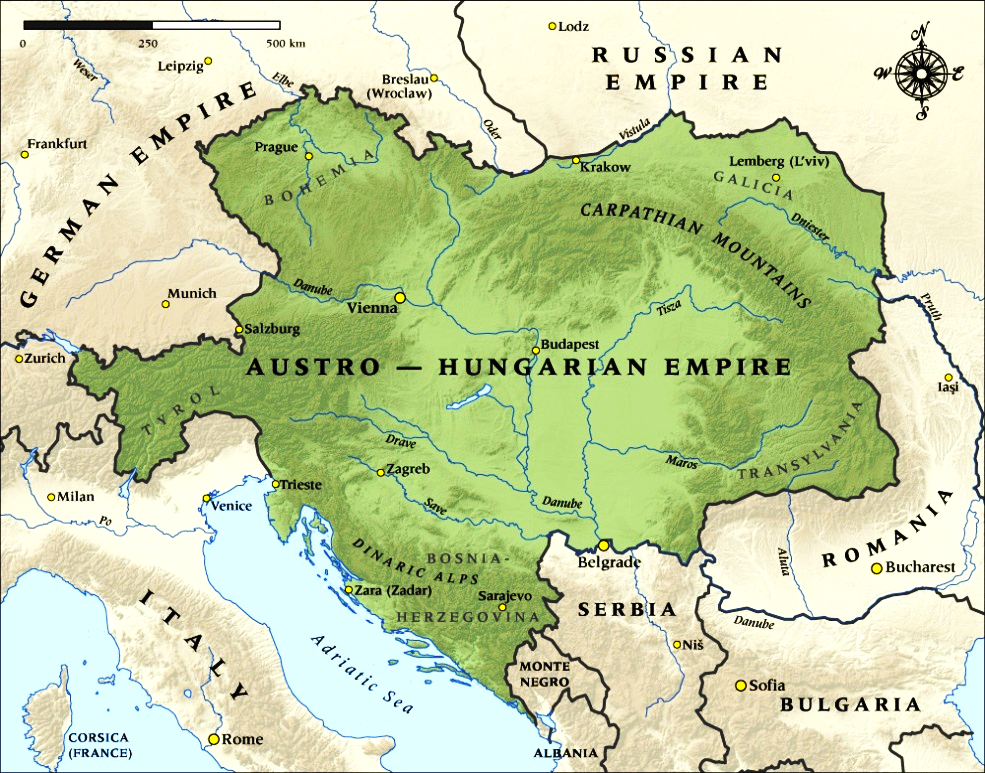 0 250 500 km
Lodz
RUSSIAN
EMPIRE
N
W E
S
Weser
Leipzig
Elbe
Breslau
(Wroclaw)
Oder
Vistula
GERMAN EMPIRE
Frankfurt
Prague
BOHEMIA
Krakow
Lemberg (L'viv)
GALICIA
CARPATHIAN MOUNTAINS
Dniester
Munich
Danube
Vienna
Tisza
Pruth
Salzburg
Zurich
Budapest
AUSTRO — HUNGARIAN EMPIRE
Iaşi
TYROL
Drave
Zagreb
Maros
TRANSYLVANIA
Milan
Trieste
Venice
Po
Save
Danube
ROMANIA
DINARIC ALPS
BOSNIA-
HERZEGOVINA
Belgrade
Aluta
Bucharest
Zara (Zadar)
Sarajevo
SERBIA
Danube
ITALY
Adriatic Sea
Niš
MONTE
NEGRO
Sofia
BULGARIA
CORSICA
(FRANCE)
Rome
ALBANIA